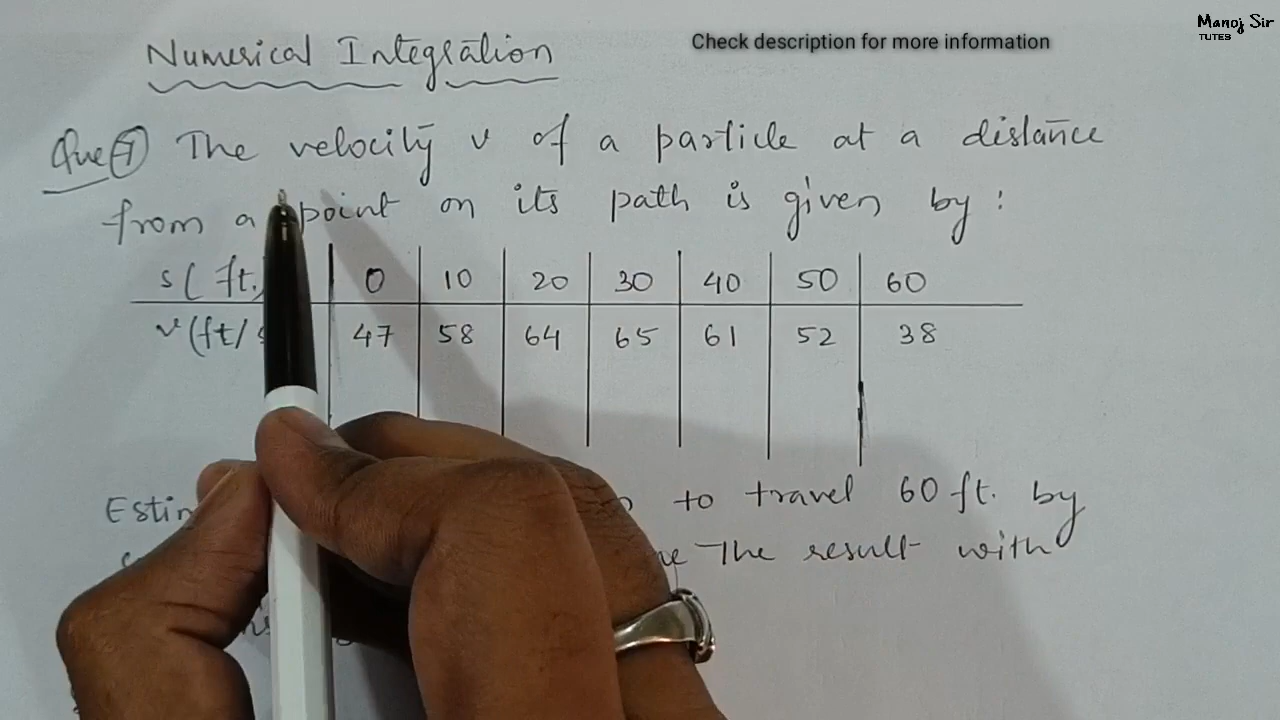 Manoj Sir
TUTES
Check description for more information
Numerical Integration
Que ⑦ The velocity v of a particle at a distance
from a point on its path is given by :
s( ft. 0 10 20 30 40 50 60
v(ft/ 47 58 64 65 61 52 38
to travel 60 ft. by
The result with